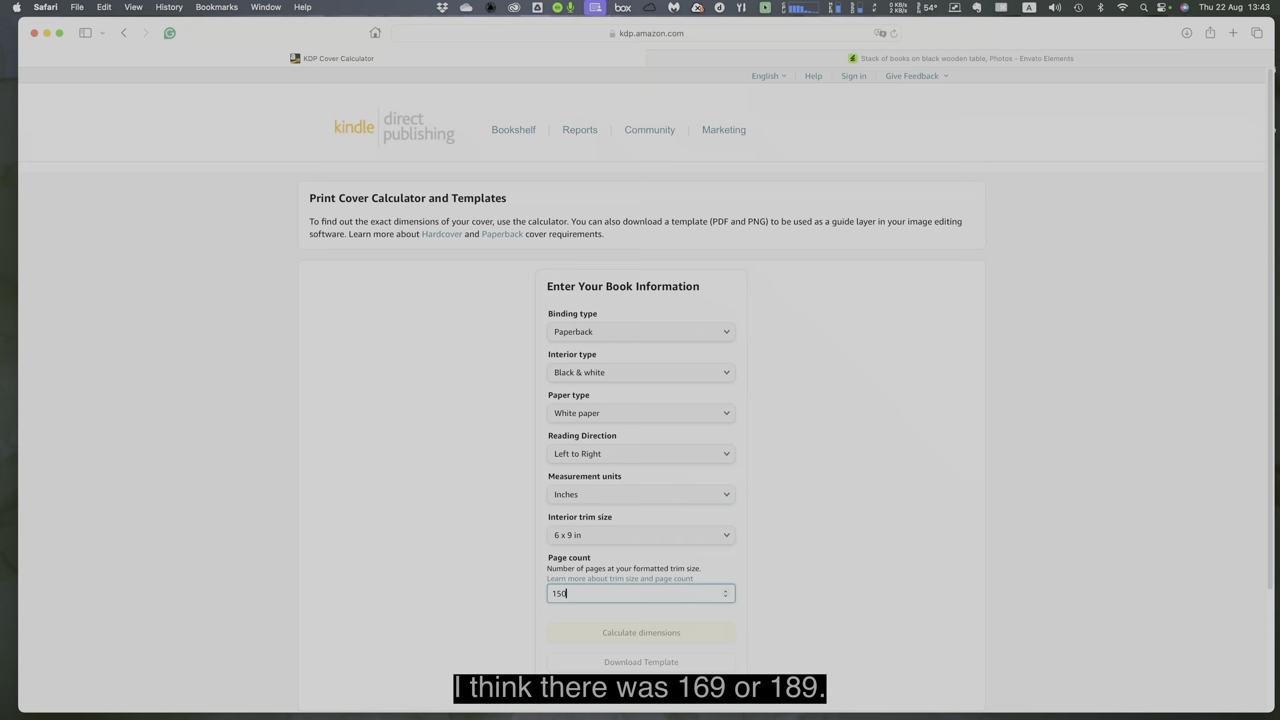 Safari File Edit View History Bookmarks Window Help
2 KB/s
Thu 22 Aug 18:43
kdp.amazon.com
KDP Cover Calculator
Stack of books on black wooden table, Photos - Envato Elements
English | Help | Sign in | Give Feedback
kindle direct publishing
Bookshelf | Reports | Community | Marketing
Print Cover Calculator and Templates
To find out the exact dimensions of your cover, use the calculator. You can also download a template (PDF and PNG) to be used as a guide layer in your image editing
software. Learn more about Hardcover and Paperback cover requirements.
Enter Your Book Information
Binding type
Paperback
Interior type
Black & white
Paper type
White paper
Reading Direction
Left to Right
Measurement units
Inches
Interior trim size
6 x 9 in
Page count
Number of pages at your formatted trim size.
Learn more about trim size and page count
150
Calculate dimensions
Download Template
I think there was 169 or 189.